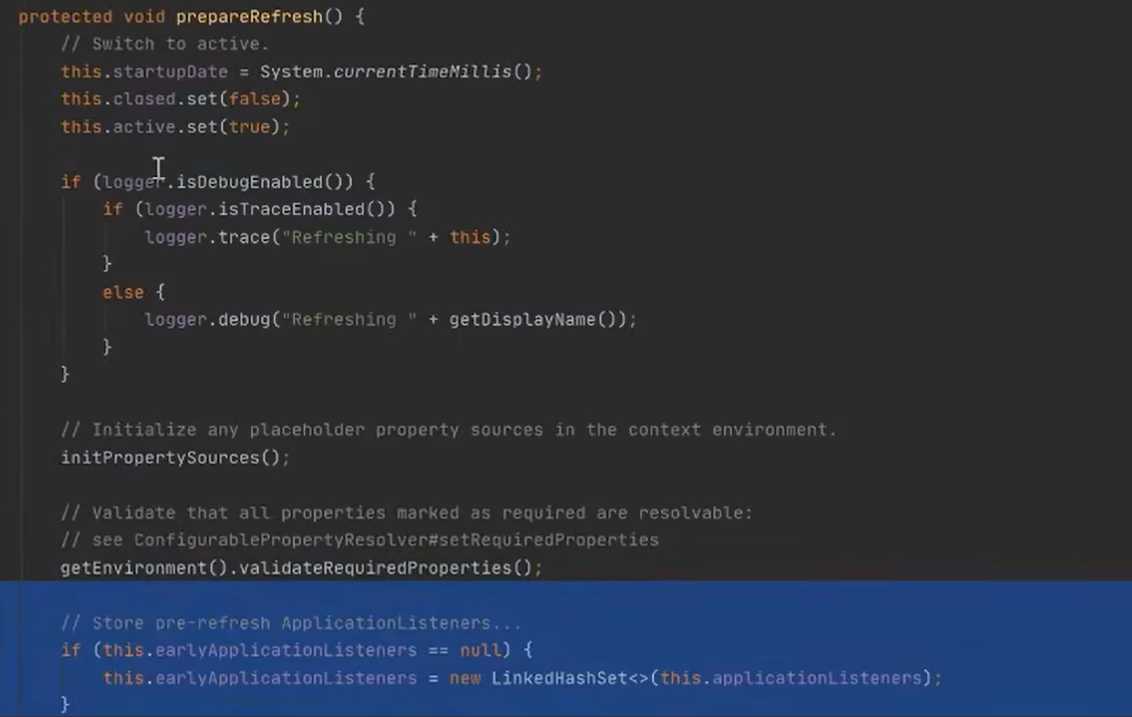 protected void prepareRefresh() {
// Switch to active.
this.startupDate = System.currentTimeMillis();
this.closed.set(false);
this.active.set(true);
if (logger.isDebugEnabled()) {
if (logger.isTraceEnabled()) {
logger.trace("Refreshing " + this);
}
else {
logger.debug("Refreshing " + getDisplayName());
}
}
// Initialize any placeholder property sources in the context environment.
initPropertySources();
// Validate that all properties marked as required are resolvable:
// see ConfigurablePropertyResolver#setRequiredProperties
getEnvironment().validateRequiredProperties();
// Store pre-refresh ApplicationListeners...
if (this.earlyApplicationListeners == null) {
this.earlyApplicationListeners = new LinkedHashSet<>(this.applicationListeners);
}